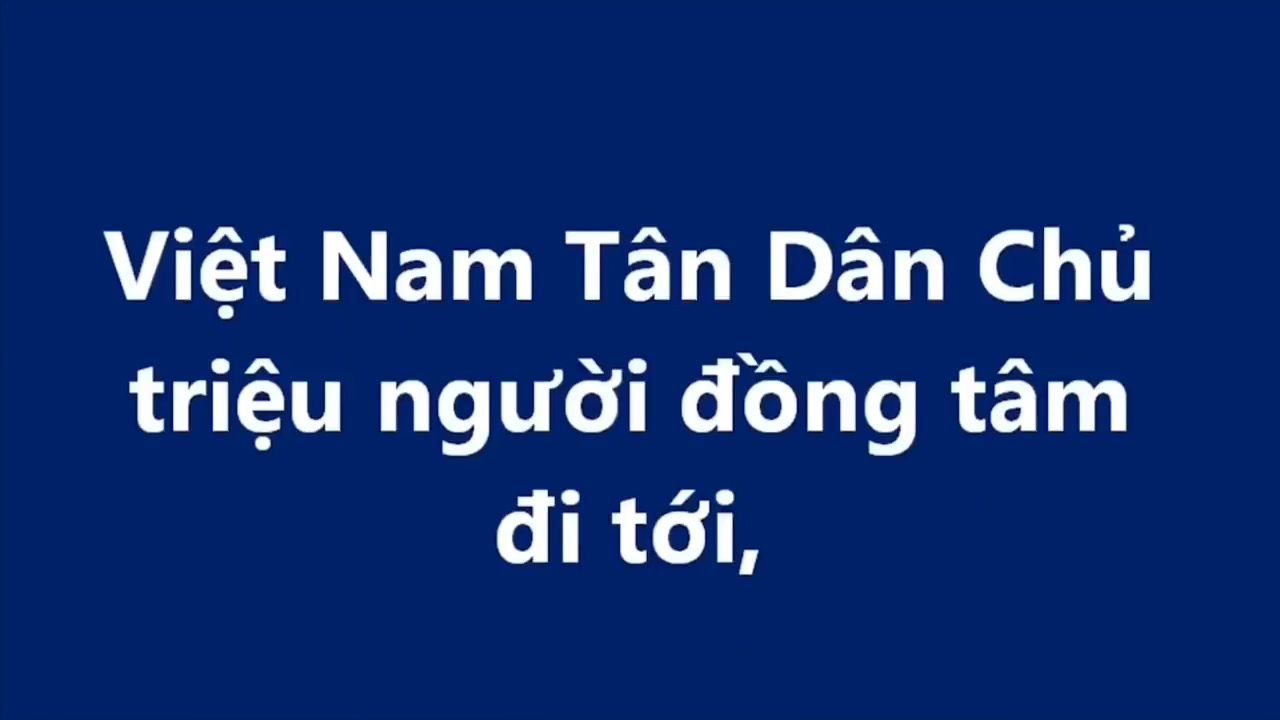 Việt Nam Tân Dân Chủ
triệu người đồng tâm
đi tới,